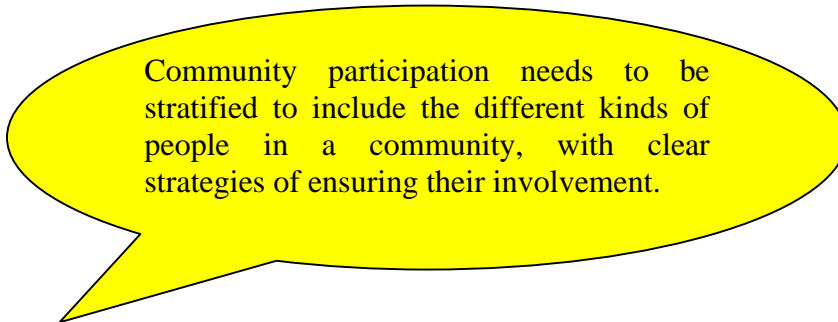 Community participation needs to be
stratified to include the different kinds of
people in a community, with clear
strategies of ensuring their involvement.